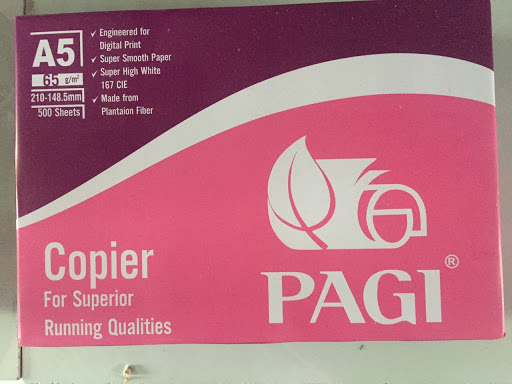 A5
65 g/m²
210-148.5mm
500 Sheets
✓ Engineered for
Digital Print
✓ Super Smooth Paper
✓ Super High White
167 CIE
✓ Made from
Plantaion Fiber
Copier
For Superior
Running Qualities
PAGI®